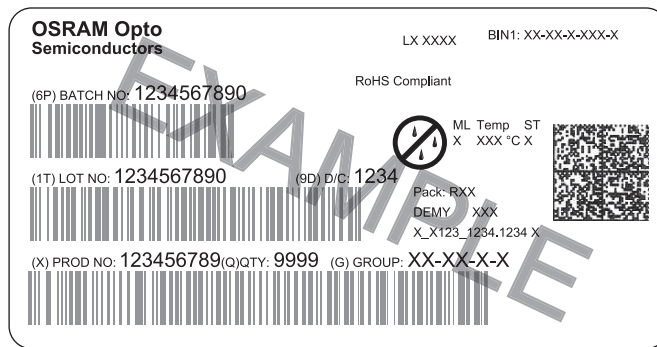 OSRAM Opto
Semiconductors
LX XXXX
BIN1: XX-XX-X-XXX-X
RoHS Compliant
(6P) BATCH NO: 1234567890
ML Temp ST
X XXX °C X
(1T) LOT NO: 1234567890 (9D) D/C: 1234
Pack: RXX
DEMY XXX
X_X123_1234.1234 X
(X) PROD NO: 123456789(Q)QTY: 9999 (G) GROUP: XX-XX-X-X
EXAMPLE